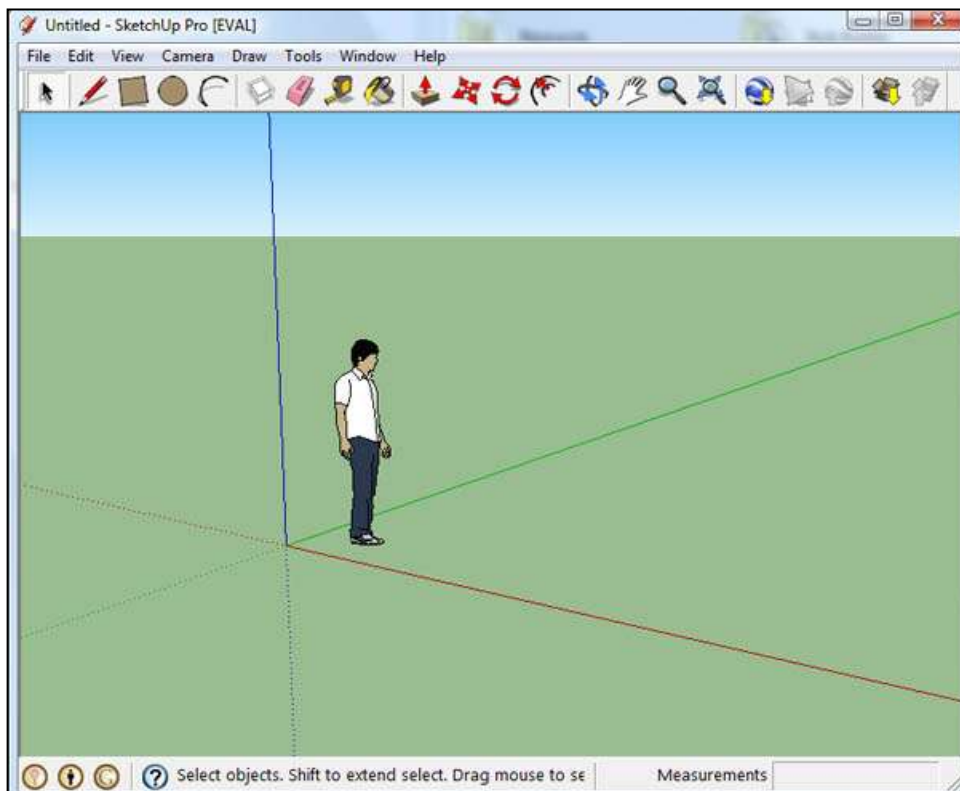 Untitled - SketchUp Pro [EVAL]
File Edit View Camera Draw Tools Window Help
Select objects. Shift to extend select. Drag mouse to se Measurements